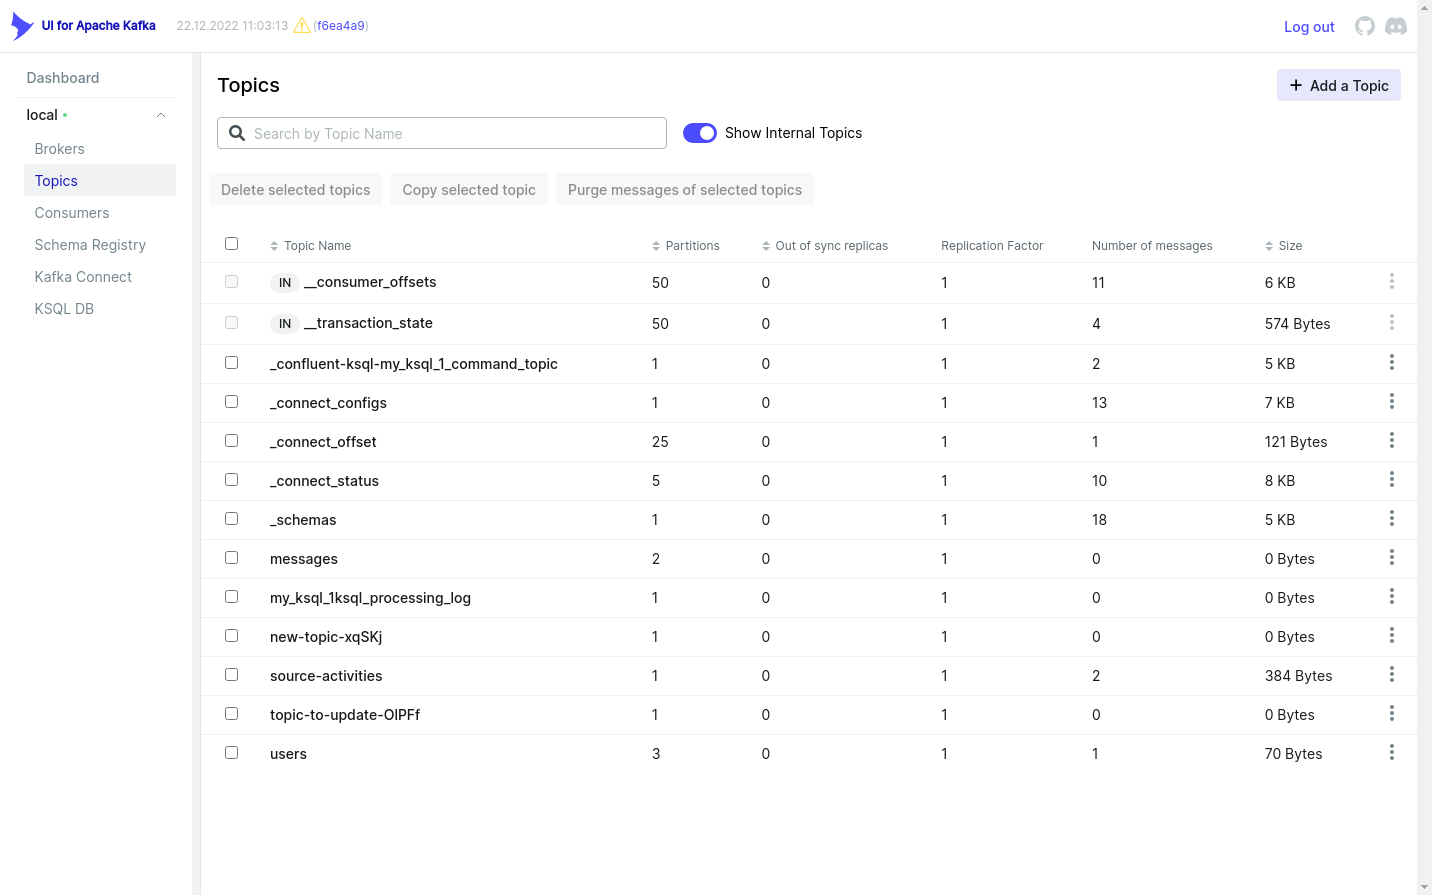 UI for Apache Kafka 22.12.2022 11:03:13 (f6ea4a9) Log out
Dashboard
local
Brokers
Topics
Consumers
Schema Registry
Kafka Connect
KSQL DB
Topics Add a Topic
Search by Topic Name Show Internal Topics
Delete selected topics Copy selected topic Purge messages of selected topics
Topic Name Partitions Out of sync replicas Replication Factor Number of messages Size
IN __consumer_offsets 50 0 1 11 6 KB
IN __transaction_state 50 0 1 4 574 Bytes
_confluent-ksql-my_ksql_1_command_topic 1 0 1 2 5 KB
_connect_configs 1 0 1 13 7 KB
_connect_offset 25 0 1 1 121 Bytes
_connect_status 5 0 1 10 8 KB
_schemas 1 0 1 18 5 KB
messages 2 0 1 0 0 Bytes
my_ksql_1ksql_processing_log 1 0 1 0 0 Bytes
new-topic-xqSKj 1 0 1 0 0 Bytes
source-activities 1 0 1 2 384 Bytes
topic-to-update-OIPFf 1 0 1 0 0 Bytes
users 3 0 1 1 70 Bytes